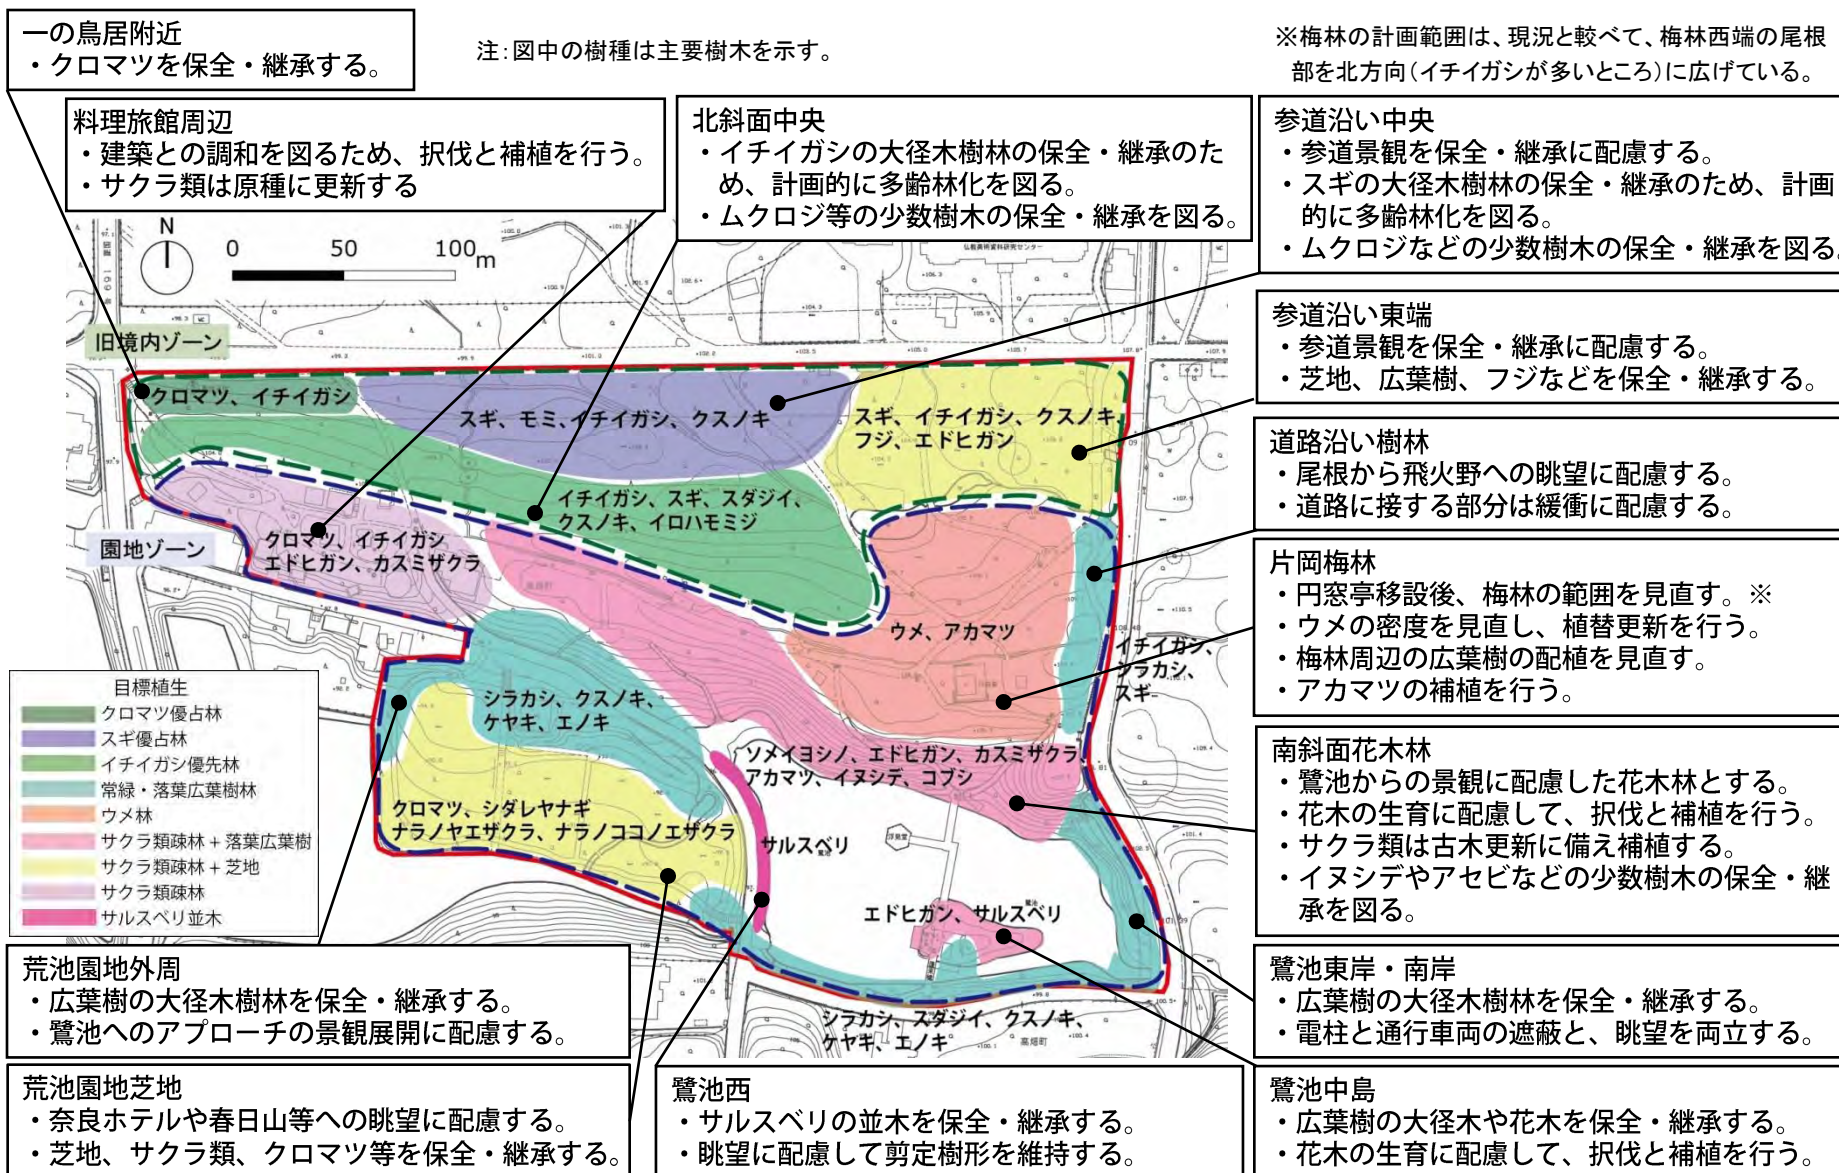 一の鳥居附近
・クロマツを保全・継承する。
注：図中の樹種は主要樹木を示す。
※梅林の計画範囲は、現況と較べて、梅林西端の尾根
部を北方向（イチイガシが多いところ）に広げている。
料理旅館周辺
・建築との調和を図るため、択伐と補植を行う。
・サクラ類は原種に更新する
北斜面中央
・イチイガシの大径木樹林の保全・継承のた
め、計画的に多齢林化を図る。
・ムクロジ等の少数樹木の保全・継承を図る。
参道沿い中央
・参道景観を保全・継承に配慮する。
・スギの大径木樹林の保全・継承のため、計画
的に多齢林化を図る。
・ムクロジなどの少数樹木の保全・継承を図る。
参道沿い東端
・参道景観を保全・継承に配慮する。
・芝地、広葉樹、フジなどを保全・継承する。
道路沿い樹林
・尾根から飛火野への眺望に配慮する。
・道路に接する部分は緩衝に配慮する。
片岡梅林
・円窓亭移設後、梅林の範囲を見直す。※
・ウメの密度を見直し、植替更新を行う。
・梅林周辺の広葉樹の配植を見直す。
・アカマツの補植を行う。
南斜面花木林
・鷺池からの景観に配慮した花木林とする。
・花木の生育に配慮して、択伐と補植を行う。
・サクラ類は古木更新に備え補植する。
・イヌシデやアセビなどの少数樹木の保全・継
承を図る。
鷺池東岸・南岸
・広葉樹の大径木樹林を保全・継承する。
・電柱と通行車両の遮蔽と、眺望を両立する。
鷺池中島
・広葉樹の大径木や花木を保全・継承する。
・花木の生育に配慮して、択伐と補植を行う。
鷺池西
・サルスベリの並木を保全・継承する。
・眺望に配慮して剪定樹形を維持する。
荒池園地外周
・広葉樹の大径木樹林を保全・継承する。
・鷺池へのアプローチの景観展開に配慮する。
荒池園地芝地
・奈良ホテルや春日山等への眺望に配慮する。
・芝地、サクラ類、クロマツ等を保全・継承する。
N
0 50 100m
仏教美術資料研究センター
旧境内ゾーン
園地ゾーン
クロマツ、イチイガシ
スギ、モミ、イチイガシ、クスノキ
スギ、イチイガシ、クスノキ
フジ、エドヒガン
イチイガシ、スギ、スダジイ、
クスノキ、イロハモミジ
クロマツ、イチイガシ
エドヒガン、カスミザクラ
ウメ、アカマツ
イチイガシ、
シラカシ、
スギ
シラカシ、クスノキ、
ケヤキ、エノキ
ソメイヨシノ、エドヒガン、カスミザクラ、
アカマツ、イヌシデ、コブシ
クロマツ、シダレヤナギ
ナラノヤエザクラ、ナラノココノエザクラ
サルスベリ
エドヒガン、サルスベリ
シラカシ、スダジイ、クスノキ、
ケヤキ、エノキ
浮見堂
高畑町
目標植生
クロマツ優占林
スギ優占林
イチイガシ優先林
常緑・落葉広葉樹林
ウメ林
サクラ類疎林＋落葉広葉樹
サクラ類疎林＋芝地
サクラ類疎林
サルスベリ並木